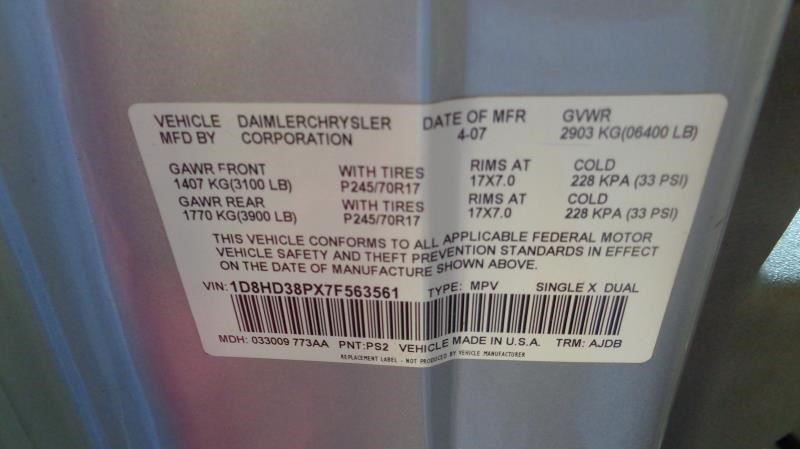 VEHICLE MFD BY DAIMLERCHRYSLER CORPORATION DATE OF MFR 4-07 GVWR 2903 KG(06400 LB)
GAWR FRONT WITH TIRES RIMS AT COLD
1407 KG(3100 LB) P245/70R17 17X7.0 228 KPA (33 PSI)
GAWR REAR WITH TIRES RIMS AT COLD
1770 KG(3900 LB) P245/70R17 17X7.0 228 KPA (33 PSI)
THIS VEHICLE CONFORMS TO ALL APPLICABLE FEDERAL MOTOR
VEHICLE SAFETY AND THEFT PREVENTION STANDARDS IN EFFECT
ON THE DATE OF MANUFACTURE SHOWN ABOVE.
VIN: 1D8HD38PX7F563561 TYPE: MPV SINGLE X DUAL
MDH: 033009 773AA PNT:PS2 VEHICLE MADE IN U.S.A. TRM: AJDB
REPLACEMENT LABEL - NOT PRODUCED BY VEHICLE MANUFACTURER